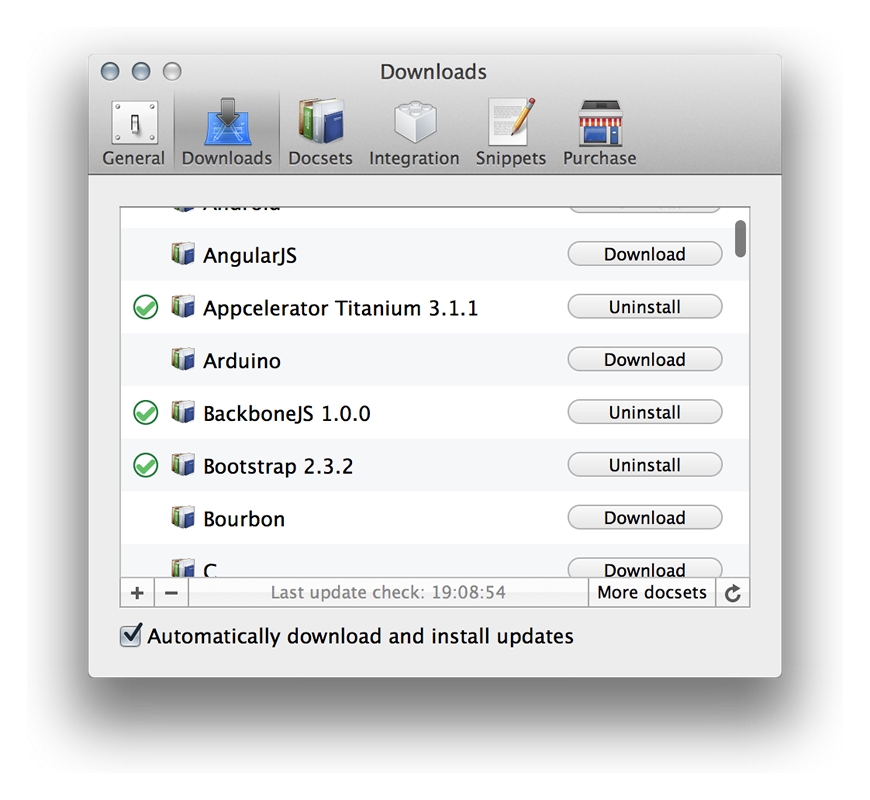 Downloads
General Downloads Docsets Integration Snippets Purchase
Android
AngularJS Download
Appcelerator Titanium 3.1.1 Uninstall
Arduino Download
BackboneJS 1.0.0 Uninstall
Bootstrap 2.3.2 Uninstall
Bourbon Download
C Download
+ − Last update check: 19:08:54 More docsets
Automatically download and install updates